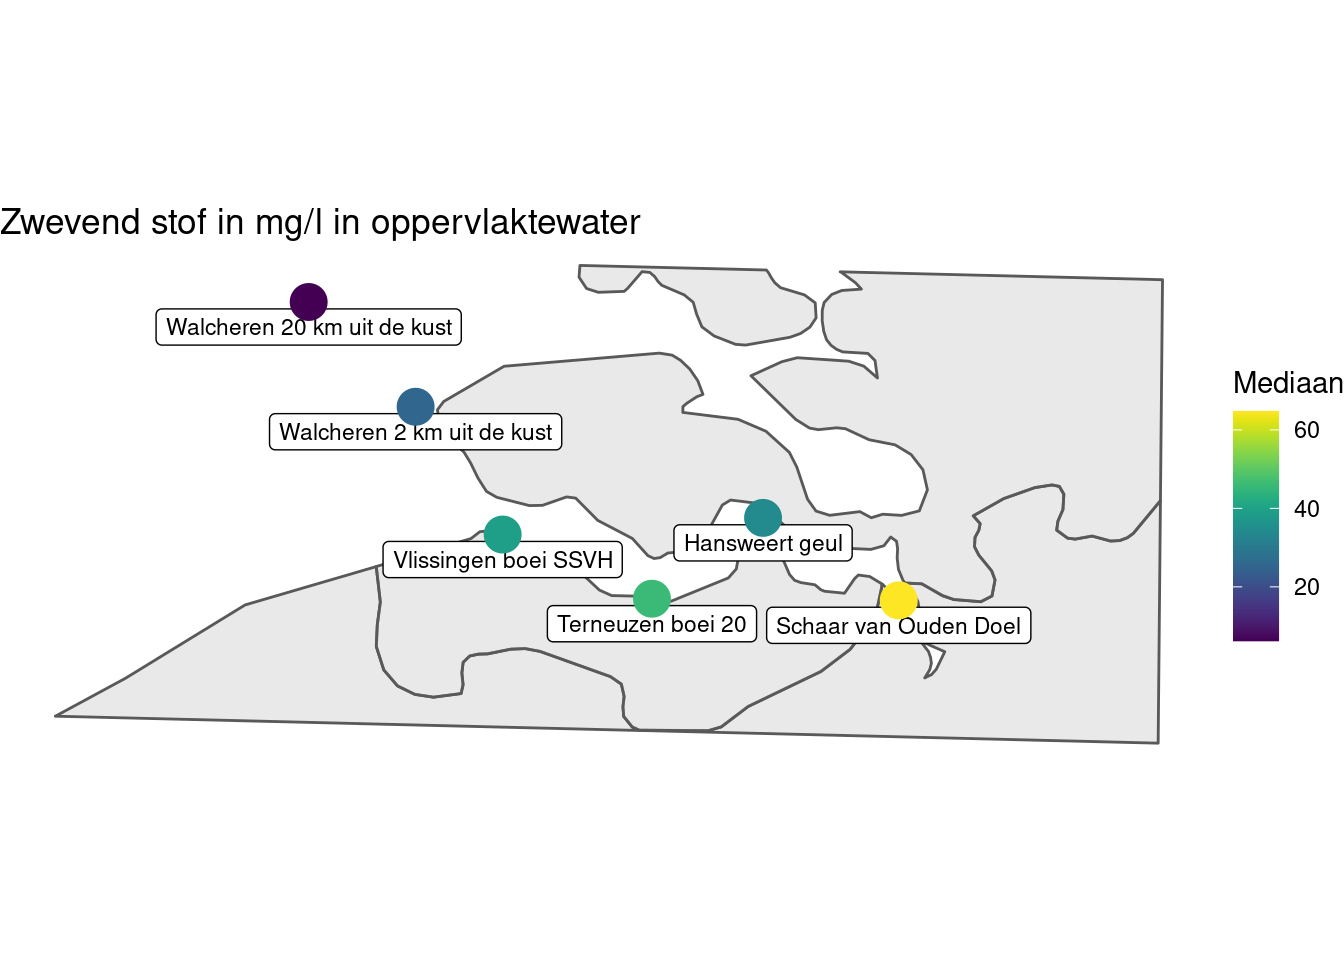 Zwevend stof in mg/l in oppervlaktewater
Walcheren 20 km uit de kust
Walcheren 2 km uit de kust
Vlissingen boei SSVH
Hansweert geul
Terneuzen boei 20
Schaar van Ouden Doel
Mediaan
60
40
20